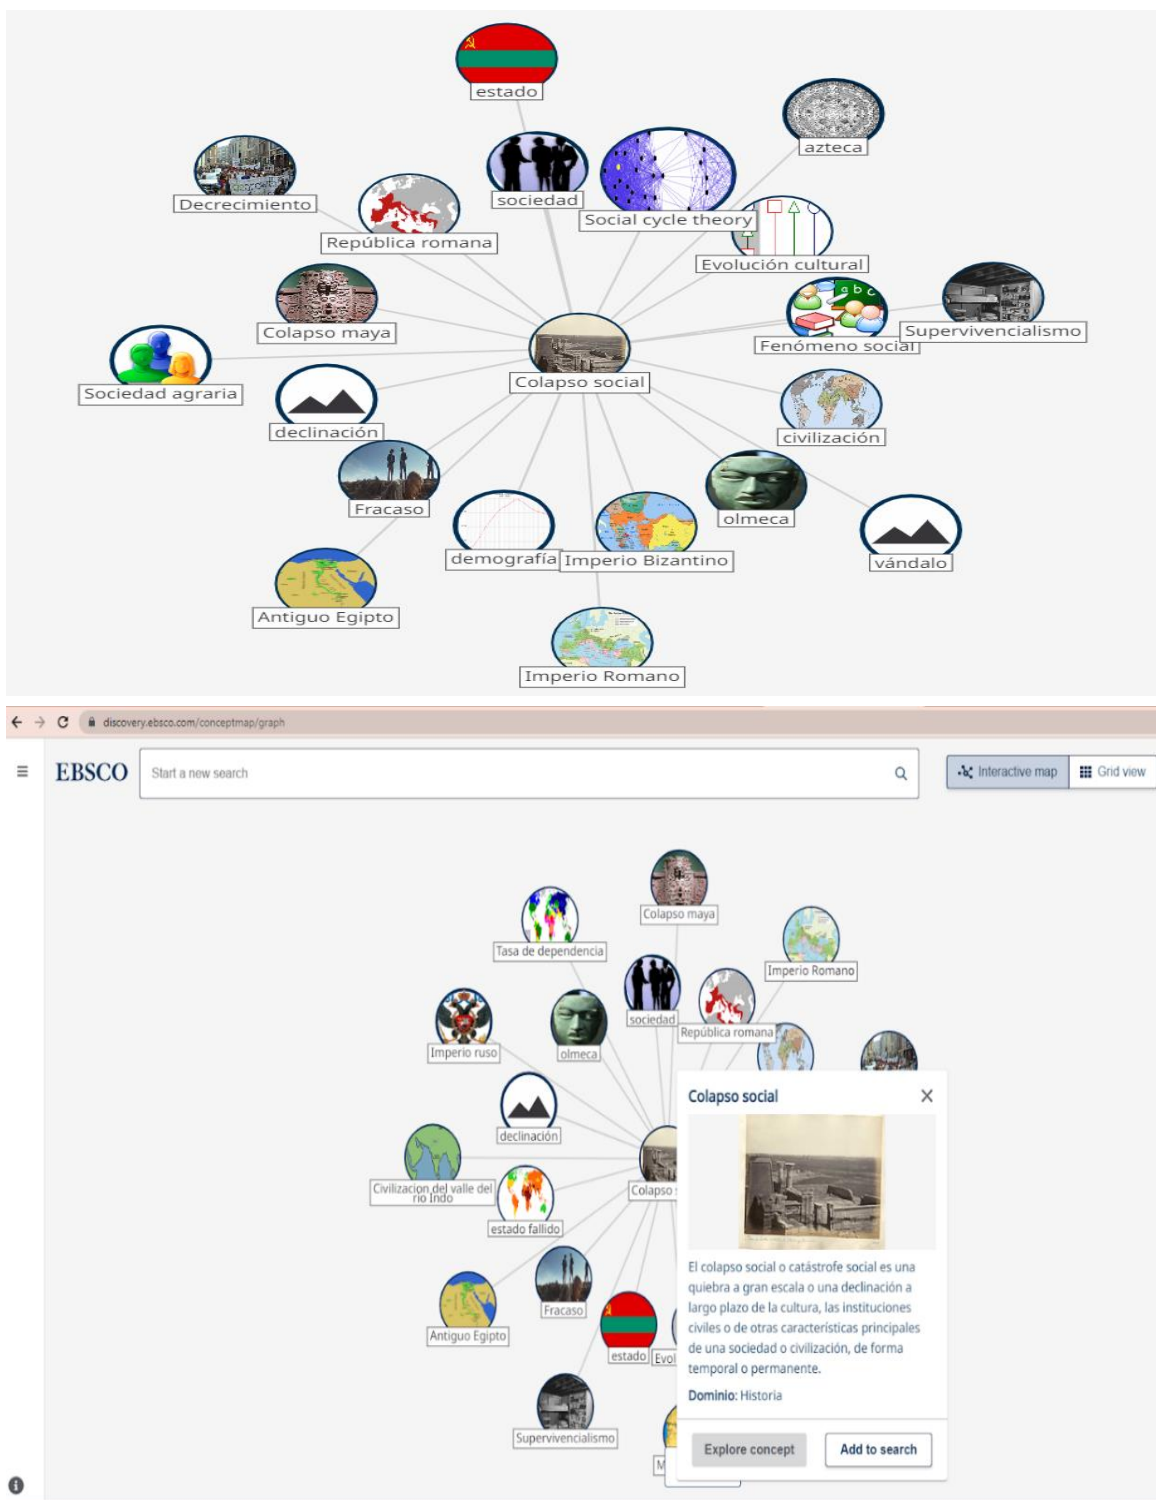 estado
azteca
Decrecimiento
sociedad
República romana
Social cycle theory
Evolución cultural
Colapso maya
Fenómeno social
Supervivencialismo
Colapso social
Sociedad agraria
declinación
civilización
Fracaso
olmeca
demografía
Imperio Bizantino
vándalo
Antiguo Egipto
Imperio Romano
discovery.ebsco.com/conceptmap/graph
EBSCO
Start a new search
Interactive map
Grid view
Colapso maya
Tasa de dependencia
Imperio Romano
sociedad
República romana
Imperio ruso
olmeca
declinación
Civilizacion del valle del
rio Indo
Colapso s
estado fallido
Fracaso
Antiguo Egipto
estado
Evol
Supervivencialismo
M
Colapso social
El colapso social o catástrofe social es una
quiebra a gran escala o una declinación a
largo plazo de la cultura, las instituciones
civiles o de otras características principales
de una sociedad o civilización, de forma
temporal o permanente.
Dominio: Historia
Explore concept
Add to search